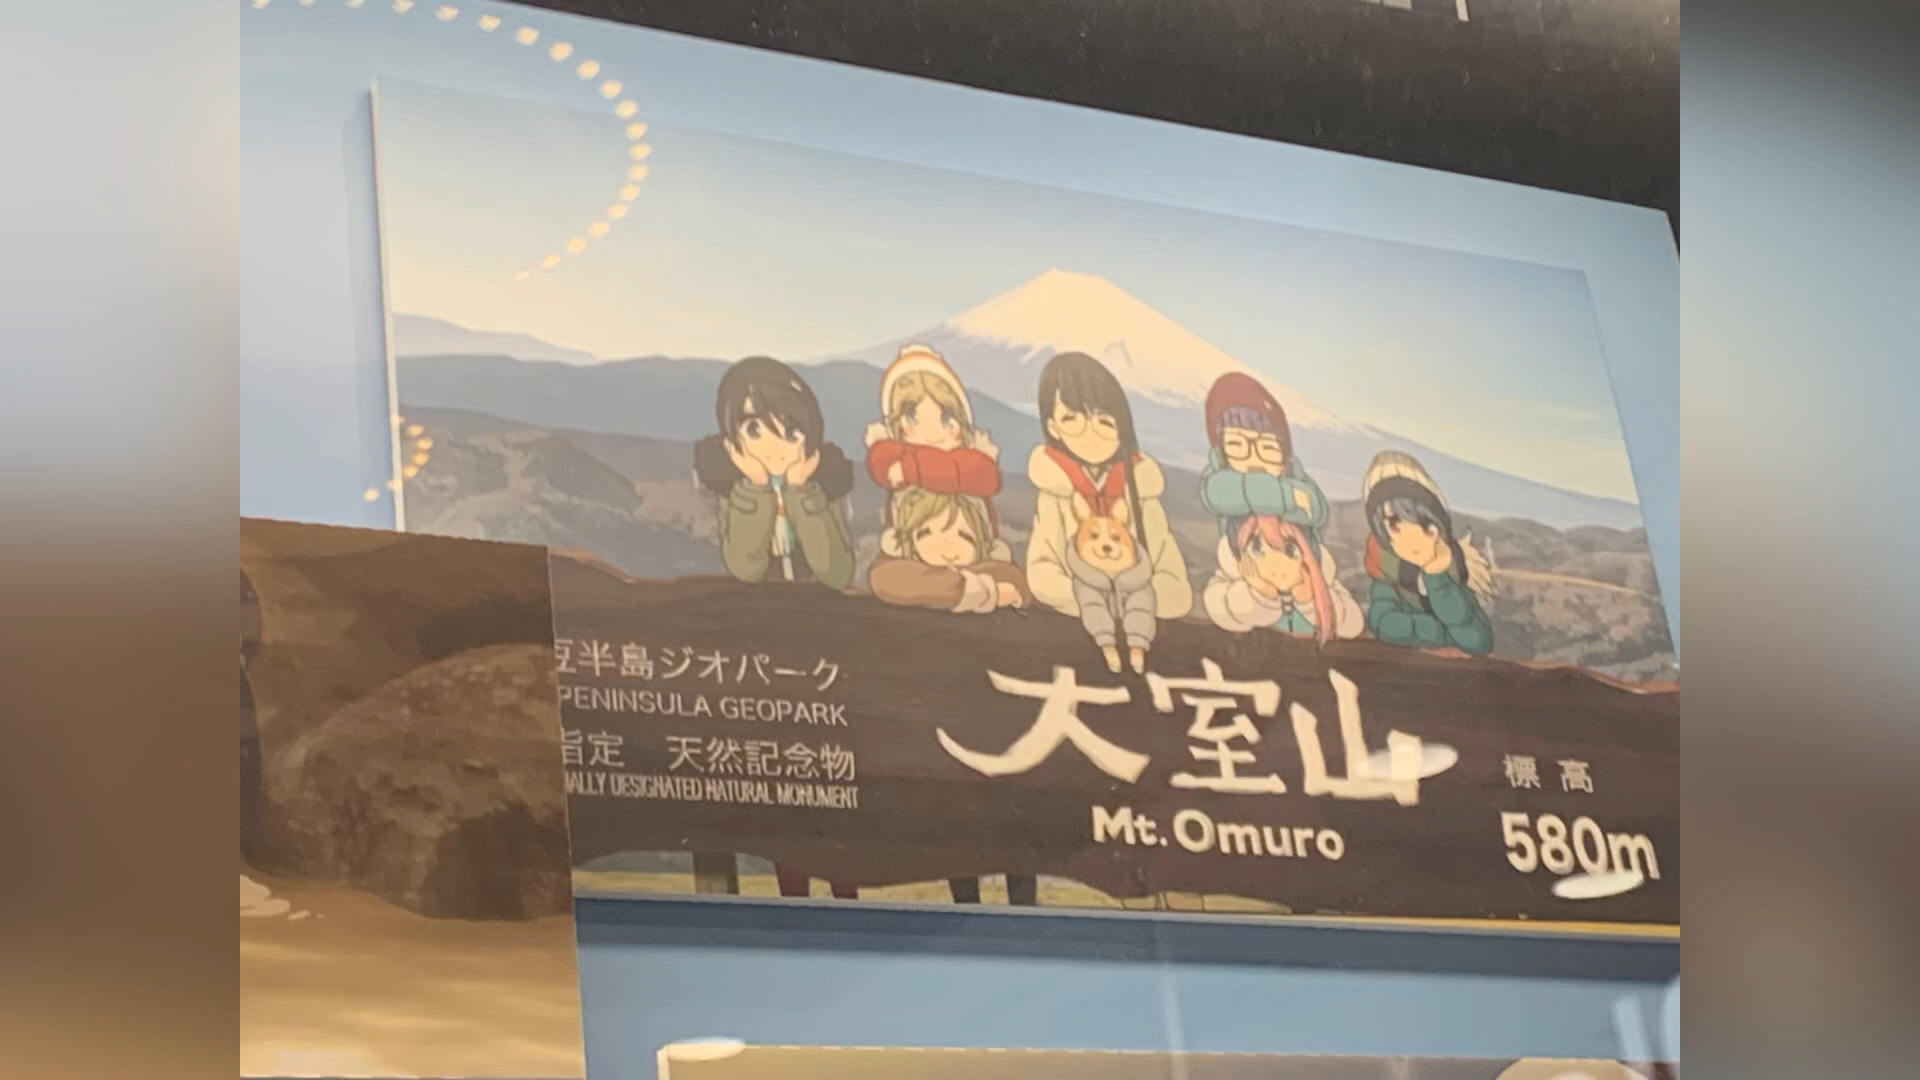 豆半島ジオパーク
PENINSULA GEOPARK
指定 天然記念物
ALLY DESIGNATED NATURAL MONUMENT
大室山
Mt. Omuro
標高
580m